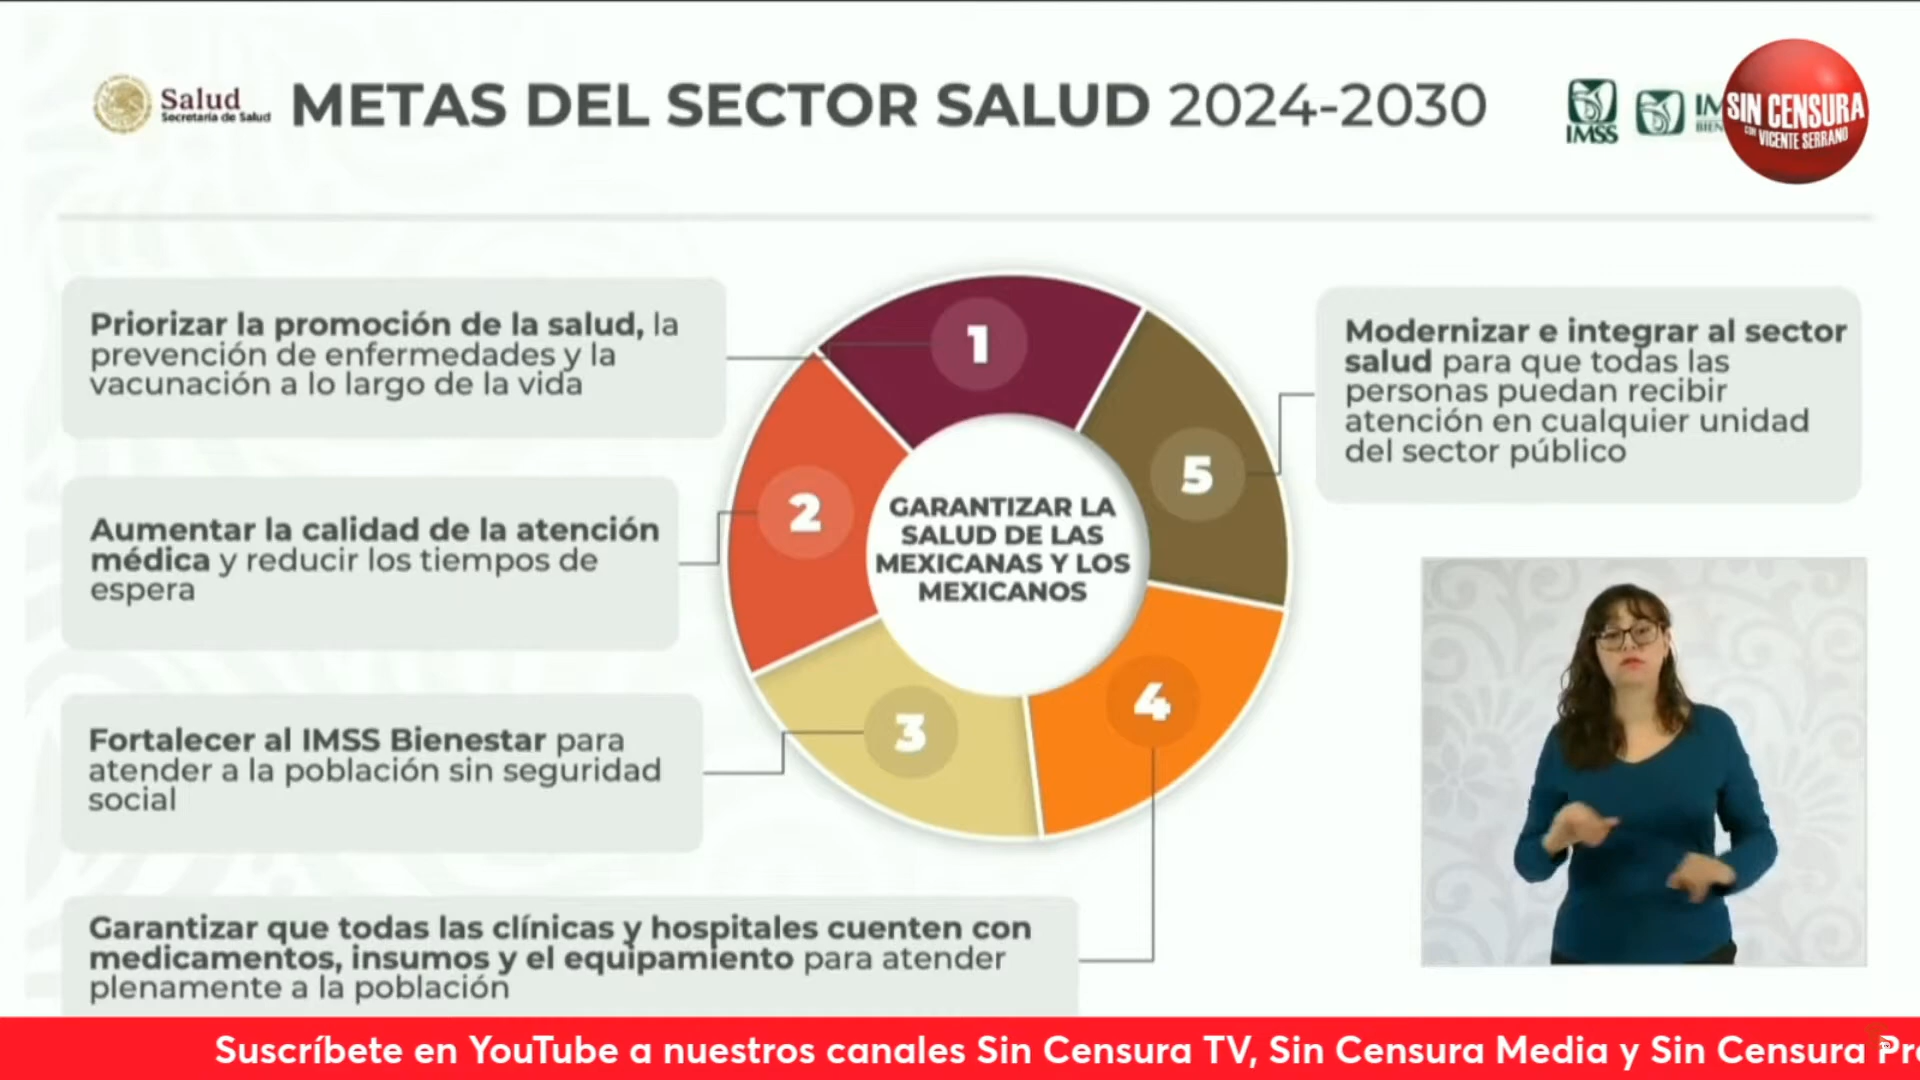 Salud
Secretaría de Salud
METAS DEL SECTOR SALUD 2024-2030
IMSS
SIN CENSURA
CON VICENTE SERRANO
Priorizar la promoción de la salud, la
prevención de enfermedades y la
vacunación a lo largo de la vida
Aumentar la calidad de la atención
médica y reducir los tiempos de
espera
Fortalecer al IMSS Bienestar para
atender a la población sin seguridad
social
Garantizar que todas las clínicas y hospitales cuenten con
medicamentos, insumos y el equipamiento para atender
plenamente a la población
1
2
3
4
5
GARANTIZAR LA
SALUD DE LAS
MEXICANAS Y LOS
MEXICANOS
Modernizar e integrar al sector
salud para que todas las
personas puedan recibir
atención en cualquier unidad
del sector público
Suscríbete en YouTube a nuestros canales Sin Censura TV, Sin Censura Media y Sin Censura